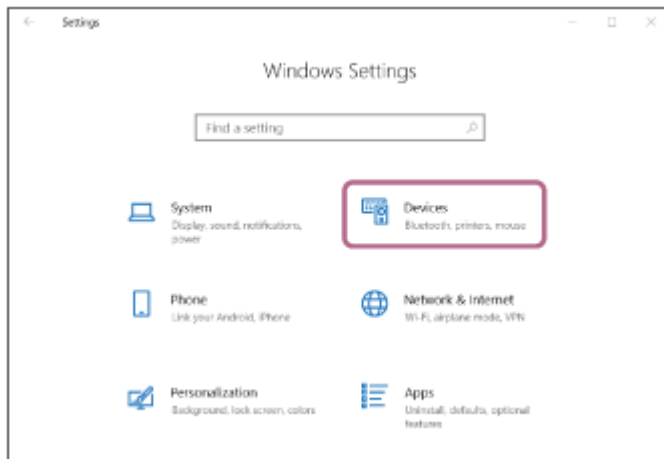 Settings
Windows Settings
Find a setting
System
Display, sound, notifications,
power
Devices
Bluetooth, printers, mouse
Phone
Link your Android, iPhone
Network & Internet
Wi-Fi, airplane mode, VPN
Personalization
Background, lock screen, colors
Apps
Uninstall, defaults, optional
features